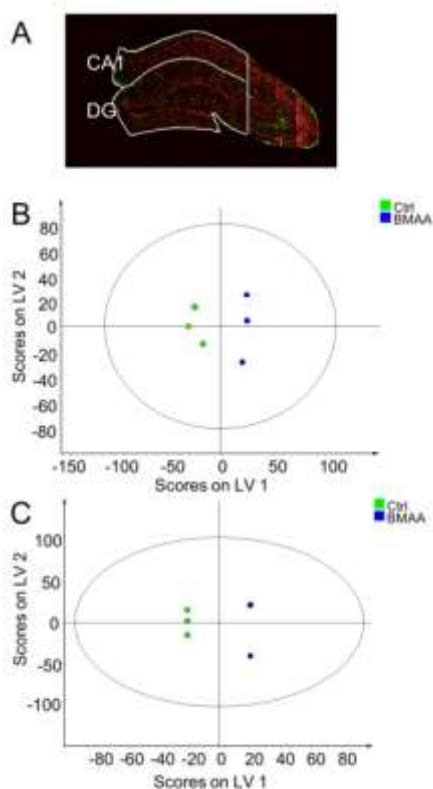 A
CA1
DG
B
Ctrl
BMAA
Scores on LV 2
80
60
40
20
0
-20
-40
-60
-80
-150 -100 -50 0 50 100
Scores on LV 1
C
Ctrl
BMAA
Scores on LV 2
100
50
0
-50
-100
-80 -60 -40 -20 0 20 40 60 80
Scores on LV 1